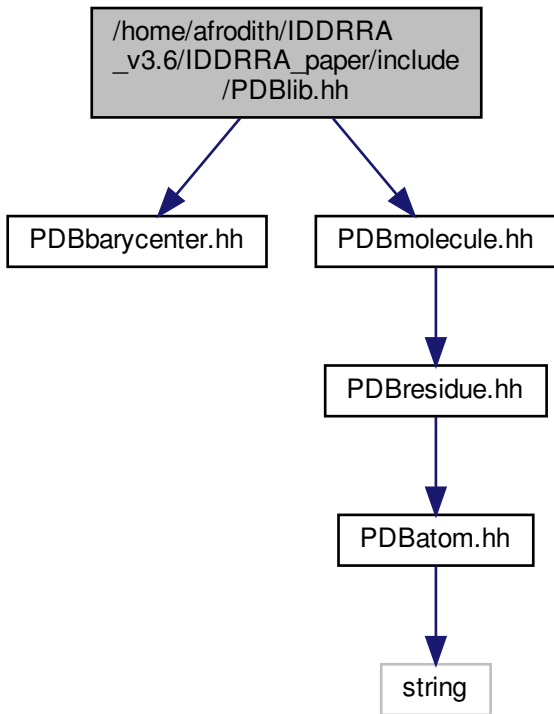 /home/afrodith/IDDRRA
_v3.6/IDDRRA_paper/include
/PDBlib.hh
PDBbarycenter.hh
PDBmolecule.hh
PDBresidue.hh
PDBatom.hh
string